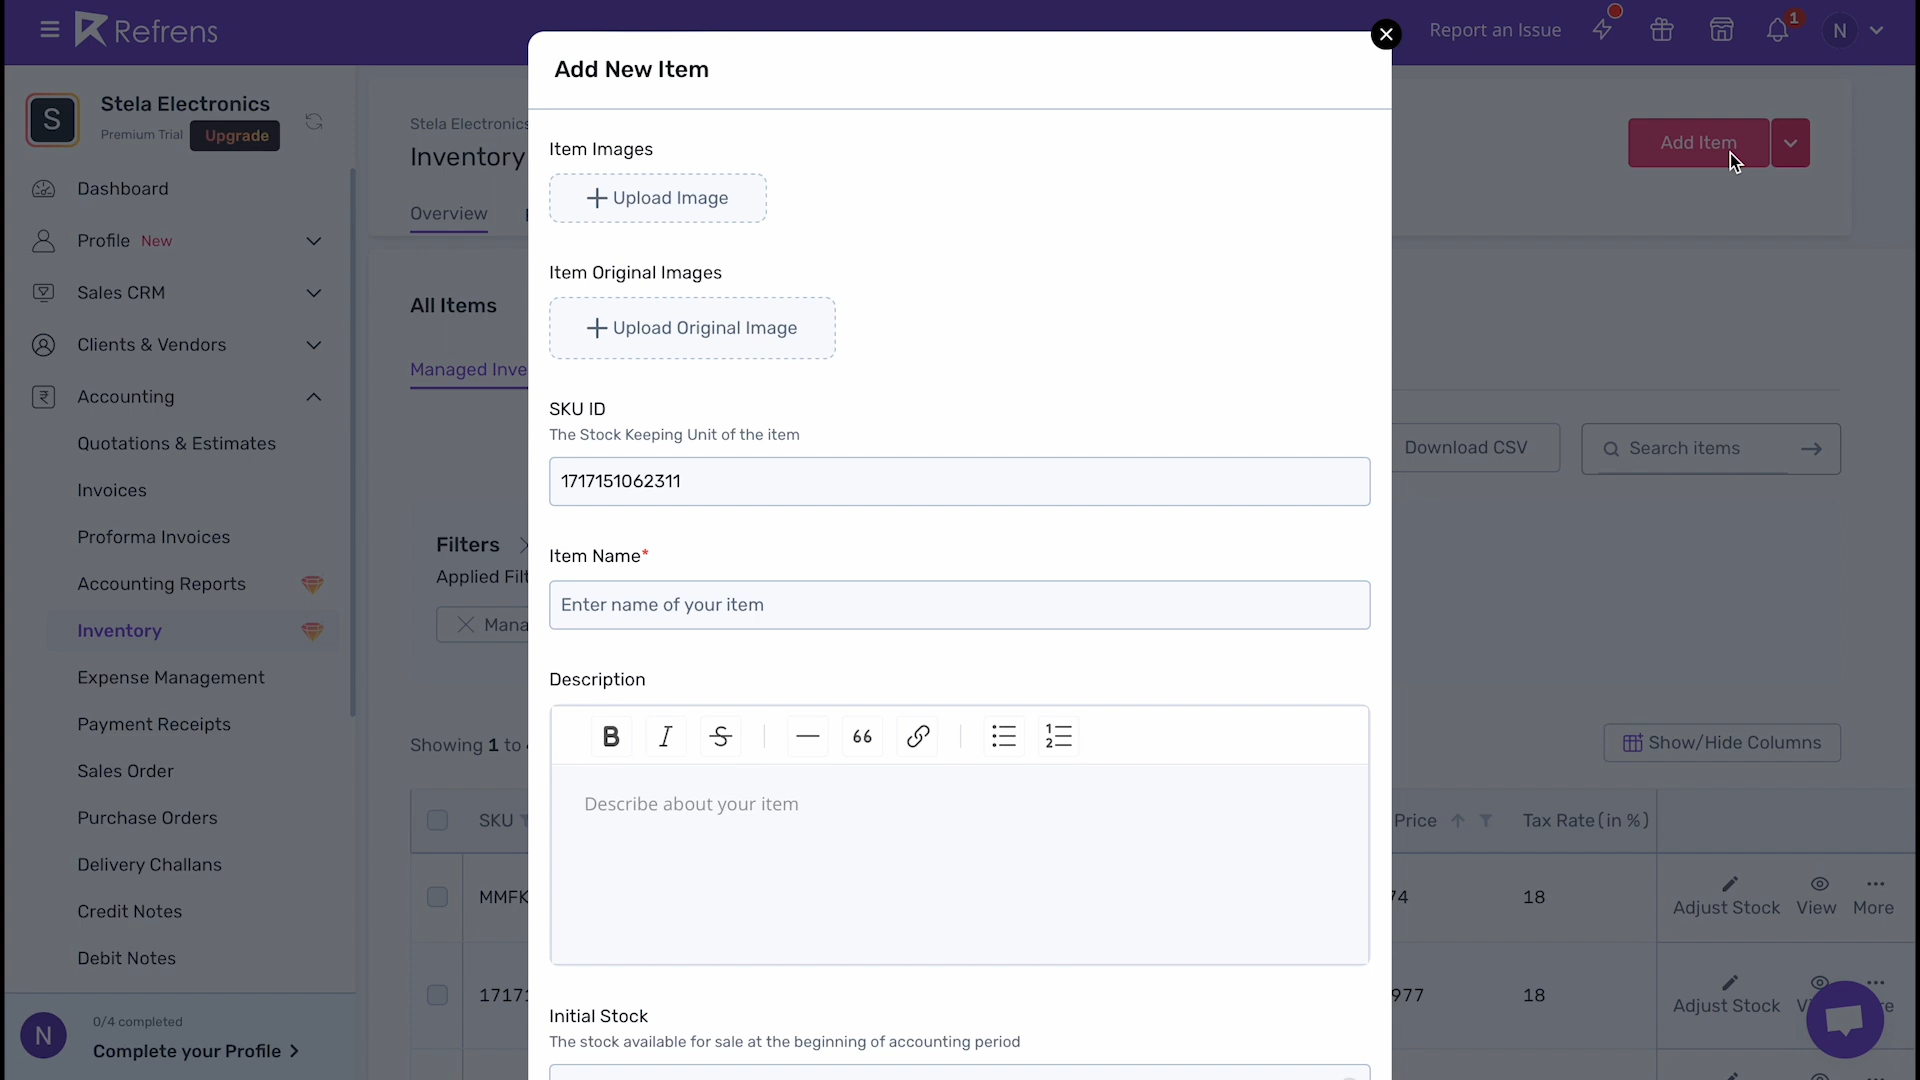 Refrens
Report an Issue
1
N
Stela Electronics
Premium Trial
Upgrade
S
Dashboard
Profile New
Sales CRM
Clients & Vendors
Accounting
Quotations & Estimates
Invoices
Proforma Invoices
Accounting Reports
Inventory
Expense Management
Payment Receipts
Sales Order
Purchase Orders
Delivery Challans
Credit Notes
Debit Notes
N
0/4 completed
Complete your Profile
Stela Electronics
Inventory
Overview
Add Item
All Items
Managed Inve
Download CSV
Search items
Filters
Applied Filt
Mana
Showing 1 to
Show/Hide Columns
SKU
Price
Tax Rate(in %)
MMFK
74
18
Adjust Stock
View
More
1717
977
18
Adjust Stock
Add New Item
Item Images
Upload Image
Item Original Images
Upload Original Image
SKU ID
The Stock Keeping Unit of the item
1717151062311
Item Name*
Enter name of your item
Description
B I S 66
Describe about your item
Initial Stock
The stock available for sale at the beginning of accounting period